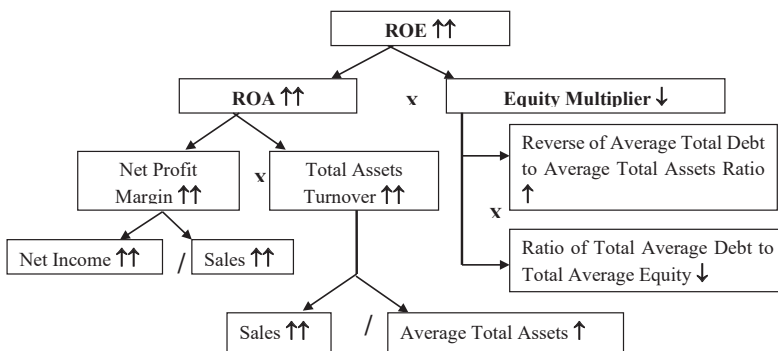 ROE ↑↑
ROA ↑↑
x
Equity Multiplier ↓
Net Profit
Margin ↑↑
x
Total Assets
Turnover ↑↑
Reverse of Average Total Debt
to Average Total Assets Ratio
↑
x
Net Income ↑↑
/
Sales ↑↑
Ratio of Total Average Debt to
Total Average Equity ↓
Sales ↑↑
/
Average Total Assets ↑